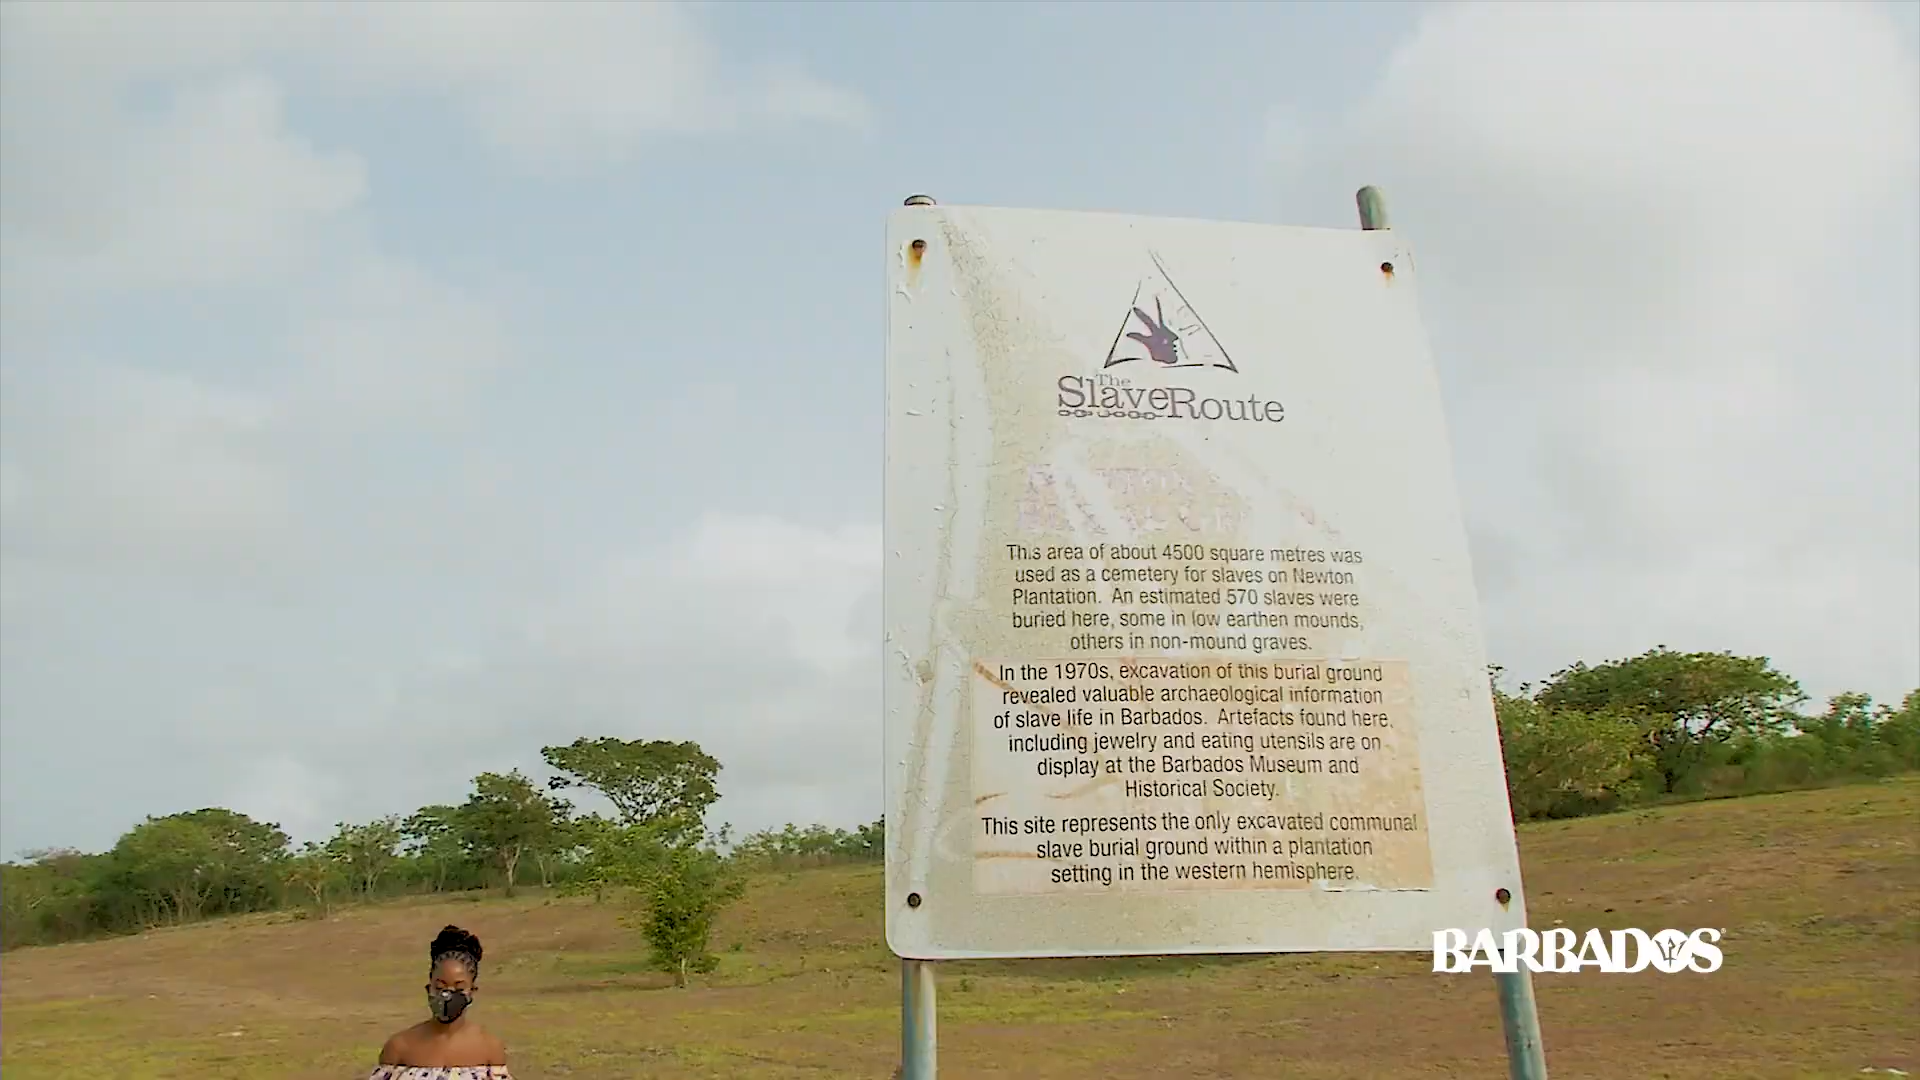 The
SlaveRoute
This area of about 4500 square metres was
used as a cemetery for slaves on Newton
Plantation. An estimated 570 slaves were
buried here, some in low earthen mounds,
others in non-mound graves.
In the 1970s, excavation of this burial ground
revealed valuable archaeological information
of slave life in Barbados. Artefacts found here,
including jewelry and eating utensils are on
display at the Barbados Museum and
Historical Society.
This site represents the only excavated communal
slave burial ground within a plantation
setting in the western hemisphere.
BARBADOS